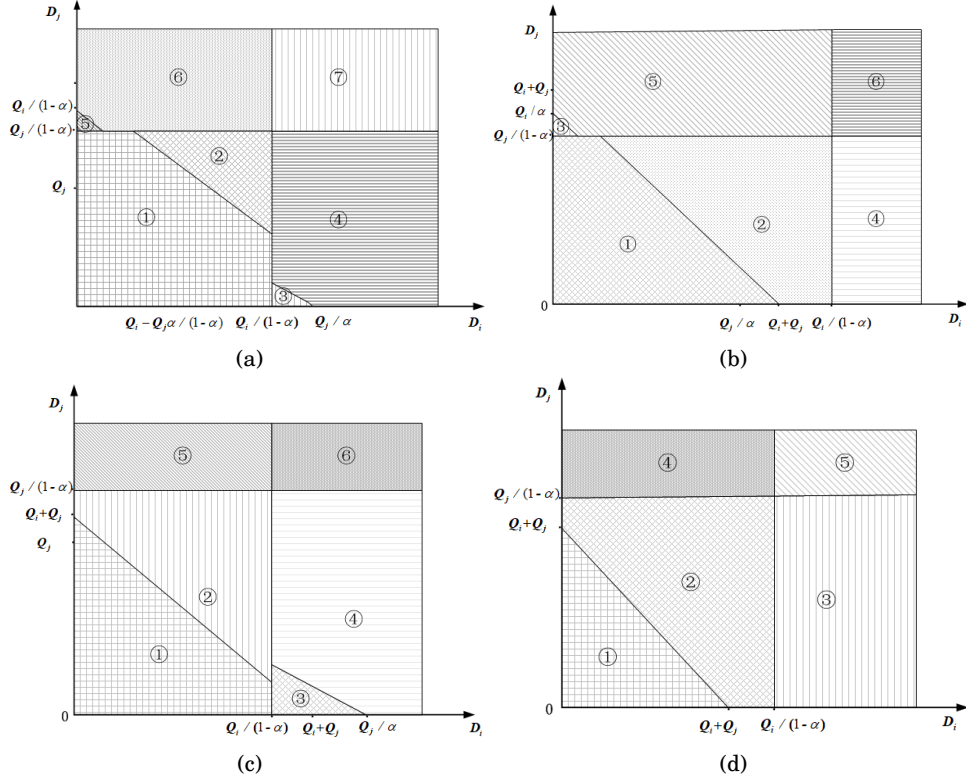 D_j
⑥
⑦
Q_i / (1-α)
⑤
Q_j / (1-α)
②
Q_j
①
④
③
Q_i - Q_jα / (1-α)
Q_i / (1-α)
Q_j / α
D_i
(a)
D_j
⑤
⑥
Q_i+Q_j
Q_i / α
③
Q_j / (1-α)
①
②
④
0
Q_j / α
Q_i+Q_j
Q_i / (1-α)
D_i
(b)
D_j
⑤
⑥
Q_j / (1-α)
Q_i+Q_j
Q_j
②
④
①
③
0
Q_i / (1-α)
Q_i+Q_j
Q_j / α
D_i
(c)
D_j
④
⑤
Q_j / (1-α)
Q_i+Q_j
②
③
①
0
Q_i+Q_j
Q_i / (1-α)
D_i
(d)